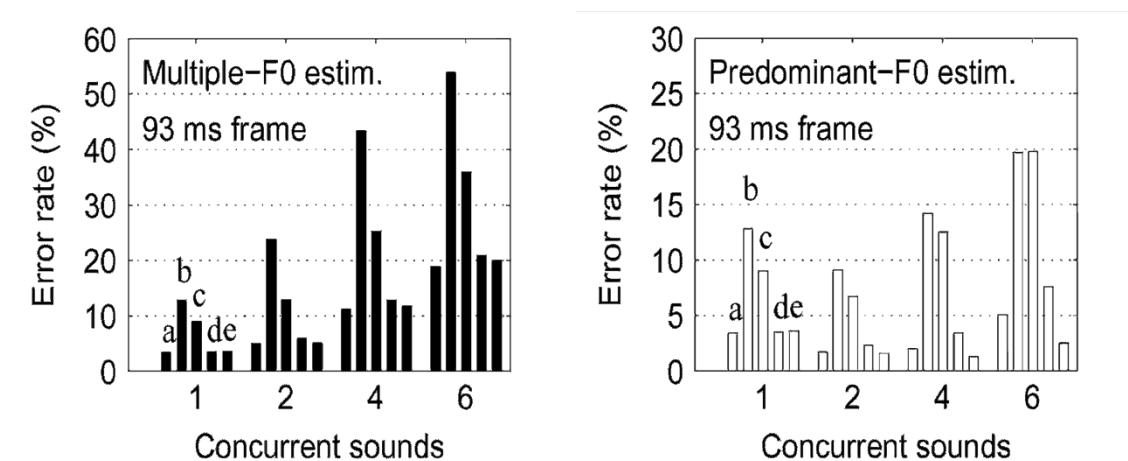 60
50
40
30
20
10
0
Error rate (%)
Multiple−F0 estim.
93 ms frame
a
b
c
de
1 2 4 6
Concurrent sounds
30
25
20
15
10
5
0
Error rate (%)
Predominant−F0 estim.
93 ms frame
a
b
c
de
1 2 4 6
Concurrent sounds